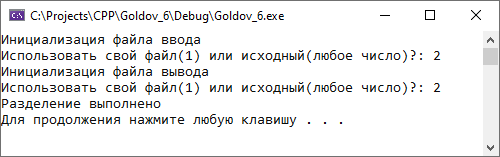 C:\Projects\CPP\Goldov_6\Debug\Goldov_6.exe
Инициализация файла ввода
Использовать свой файл(1) или исходный(любое число)?: 2
Инициализация файла вывода
Использовать свой файл(1) или исходный(любое число)?: 2
Разделение выполнено
Для продолжения нажмите любую клавишу . . .